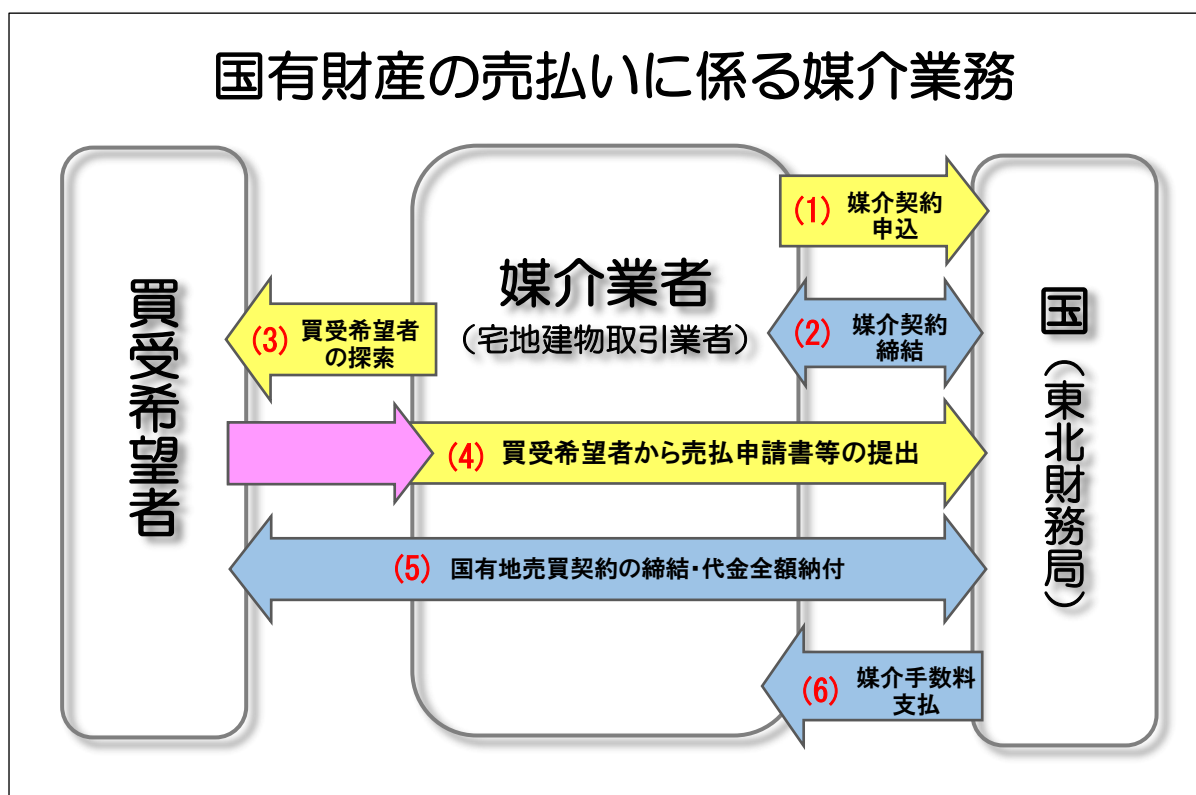 国有財産の売払いに係る媒介業務
買受希望者
媒介業者
（宅地建物取引業者）
国（東北財務局）
(1) 媒介契約
申込
(2) 媒介契約
締結
(3) 買受希望者
の探索
(4) 買受希望者から売払申請書等の提出
(5) 国有地売買契約の締結・代金全額納付
(6) 媒介手数料
支払